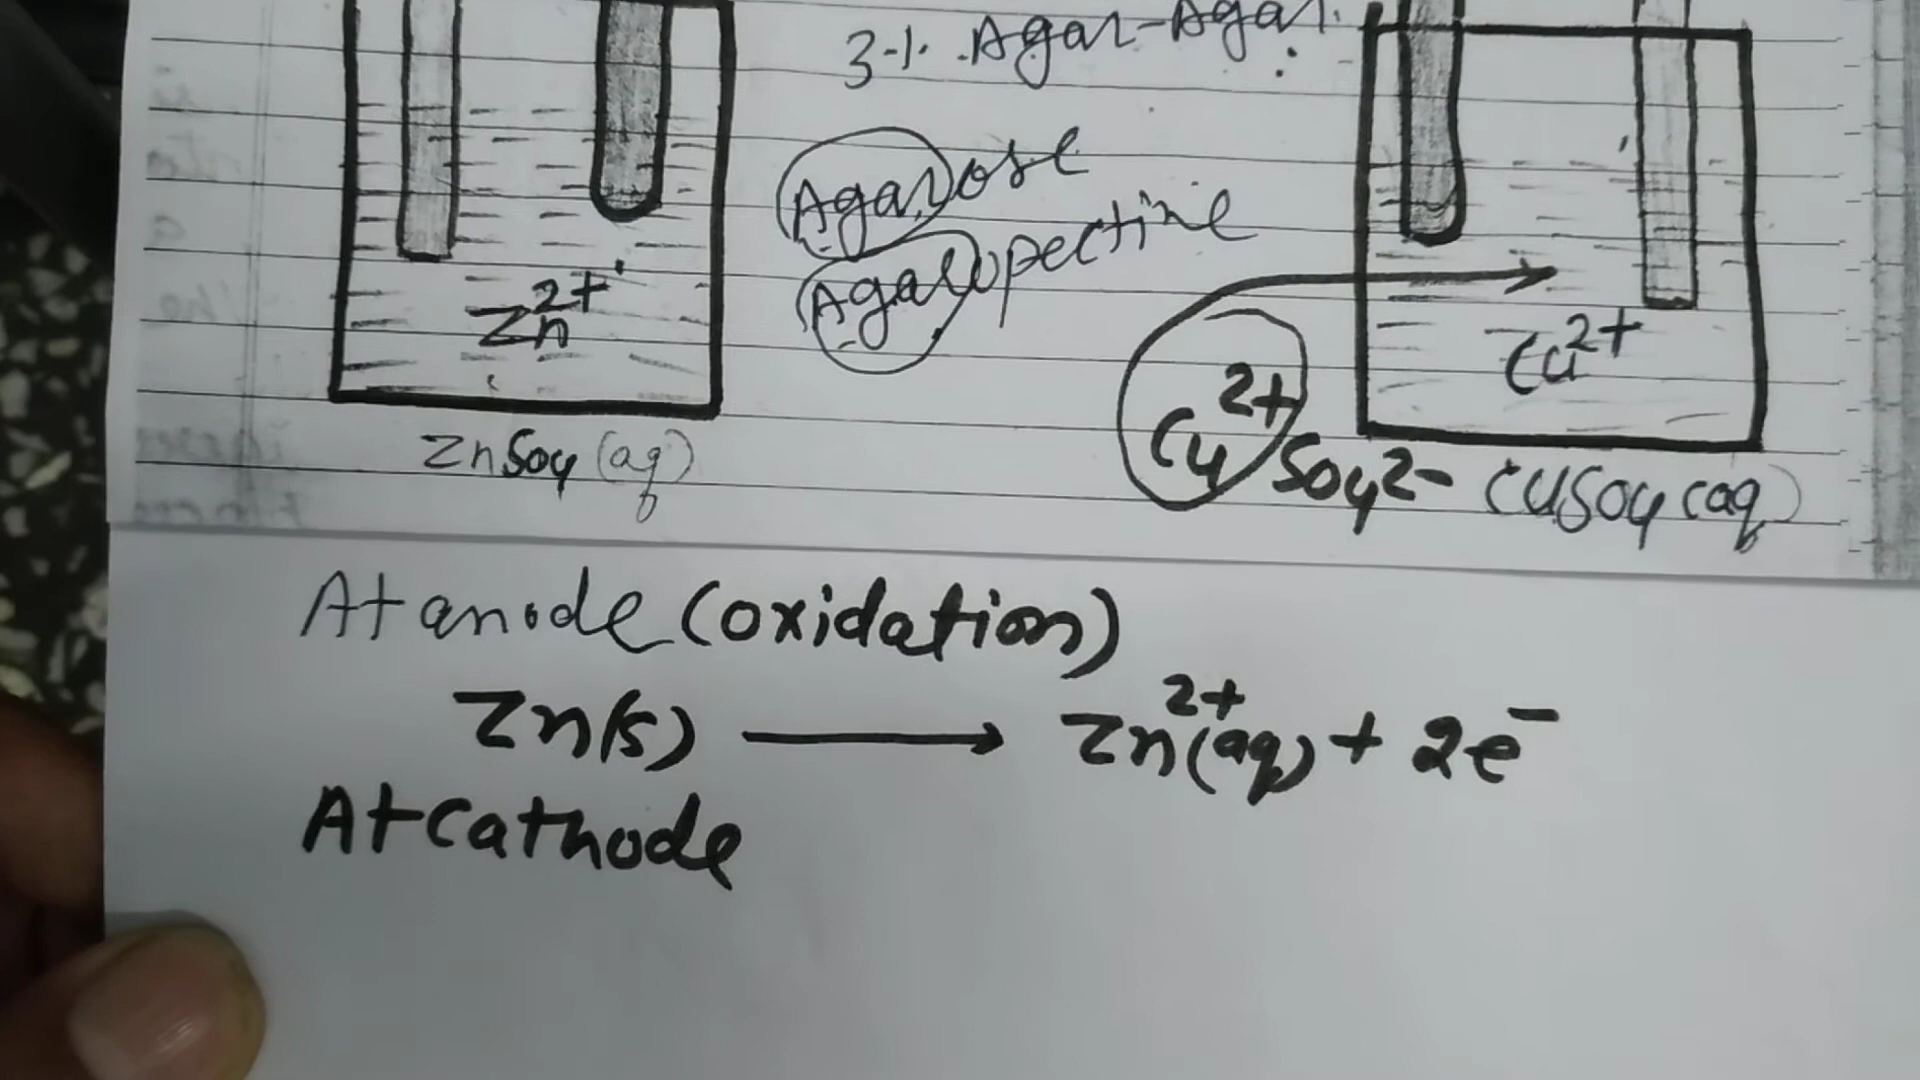 3-1. Agar-Agar.
Agarose
Agaropectine
Zn2+
Cu2+
Cu2+ SO42-
ZnSO4 (aq)
CuSO4 (aq)
At anode (oxidation)
Zn(s) ⟶ Zn2+(aq) + 2e−
At Cathode